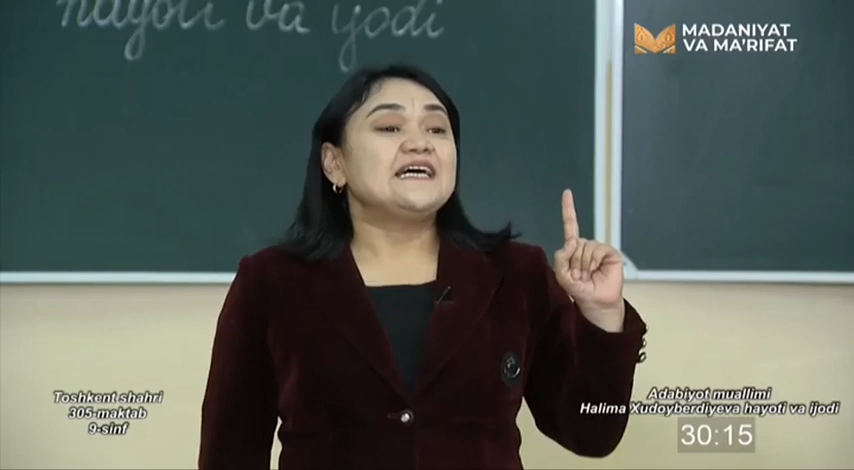 hayoti va ijodi
MADANIYAT
VA MA'RIFAT
Toshkent shahri
305-maktab
9-sinf
Adabiyot muallimi
Halima Xudoyberdiyeva hayoti va ijodi
30:15